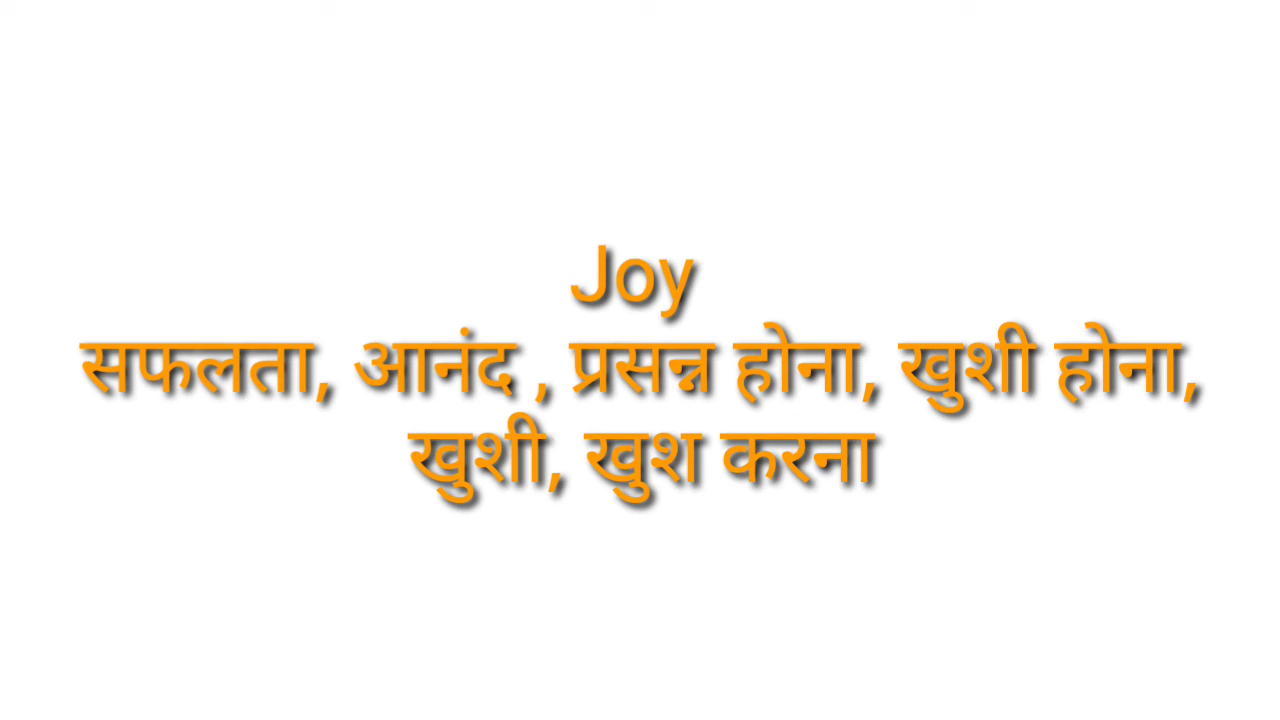 Joy
सफलता, आनंद , प्रसन्न होना, खुशी होना,
खुशी, खुश करना